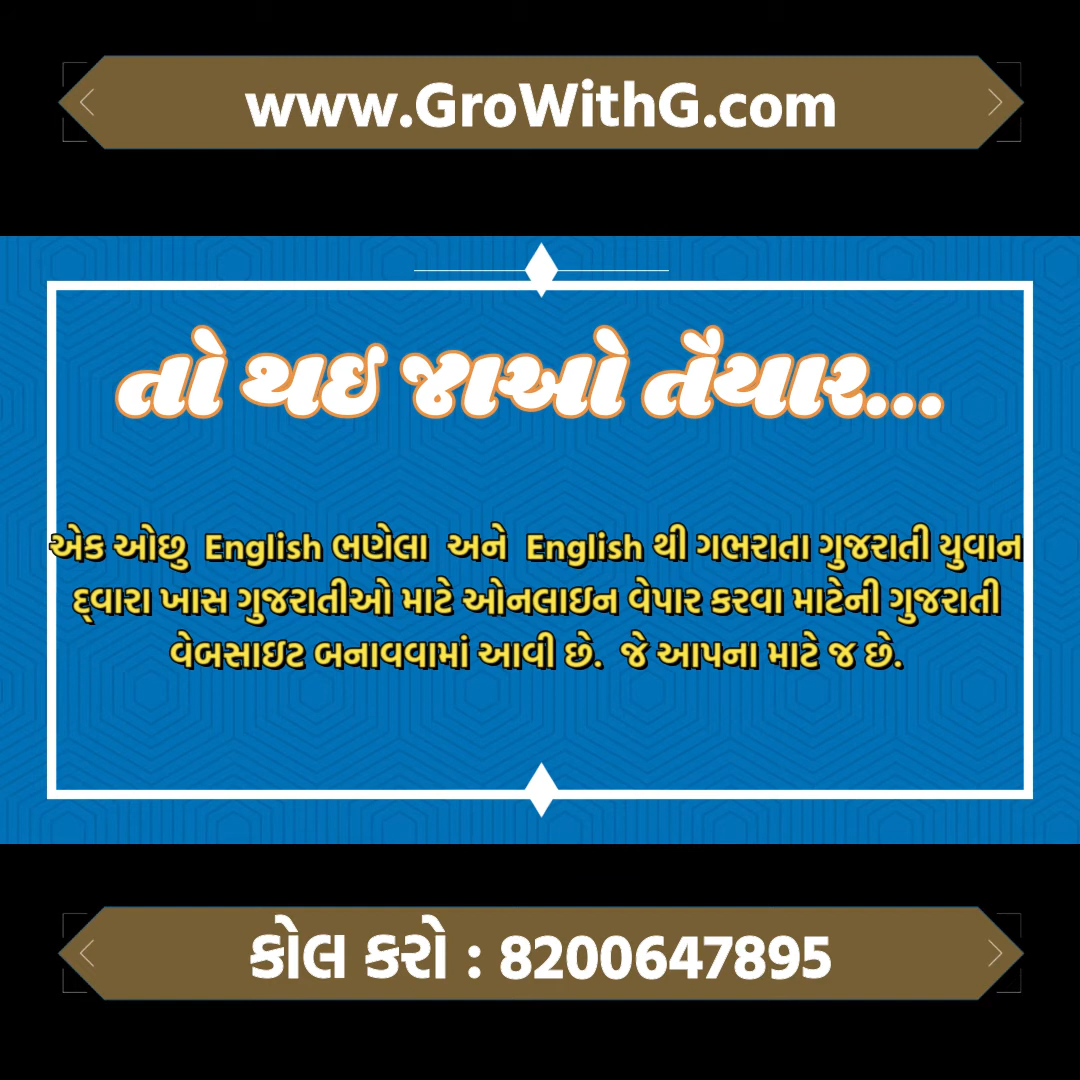 www.GroWithG.com
તો થઇ જાઓ તૈયાર...
એક ઓછુ English ભણેલા અને English થી ગભરાતા ગુજરાતી યુવાન
દ્વારા ખાસ ગુજરાતીઓ માટે ઓનલાઇન વેપાર કરવા માટેની ગુજરાતી
વેબસાઇટ બનાવવામાં આવી છે. જે આપના માટે જ છે.
કોલ કરો : 8200647895